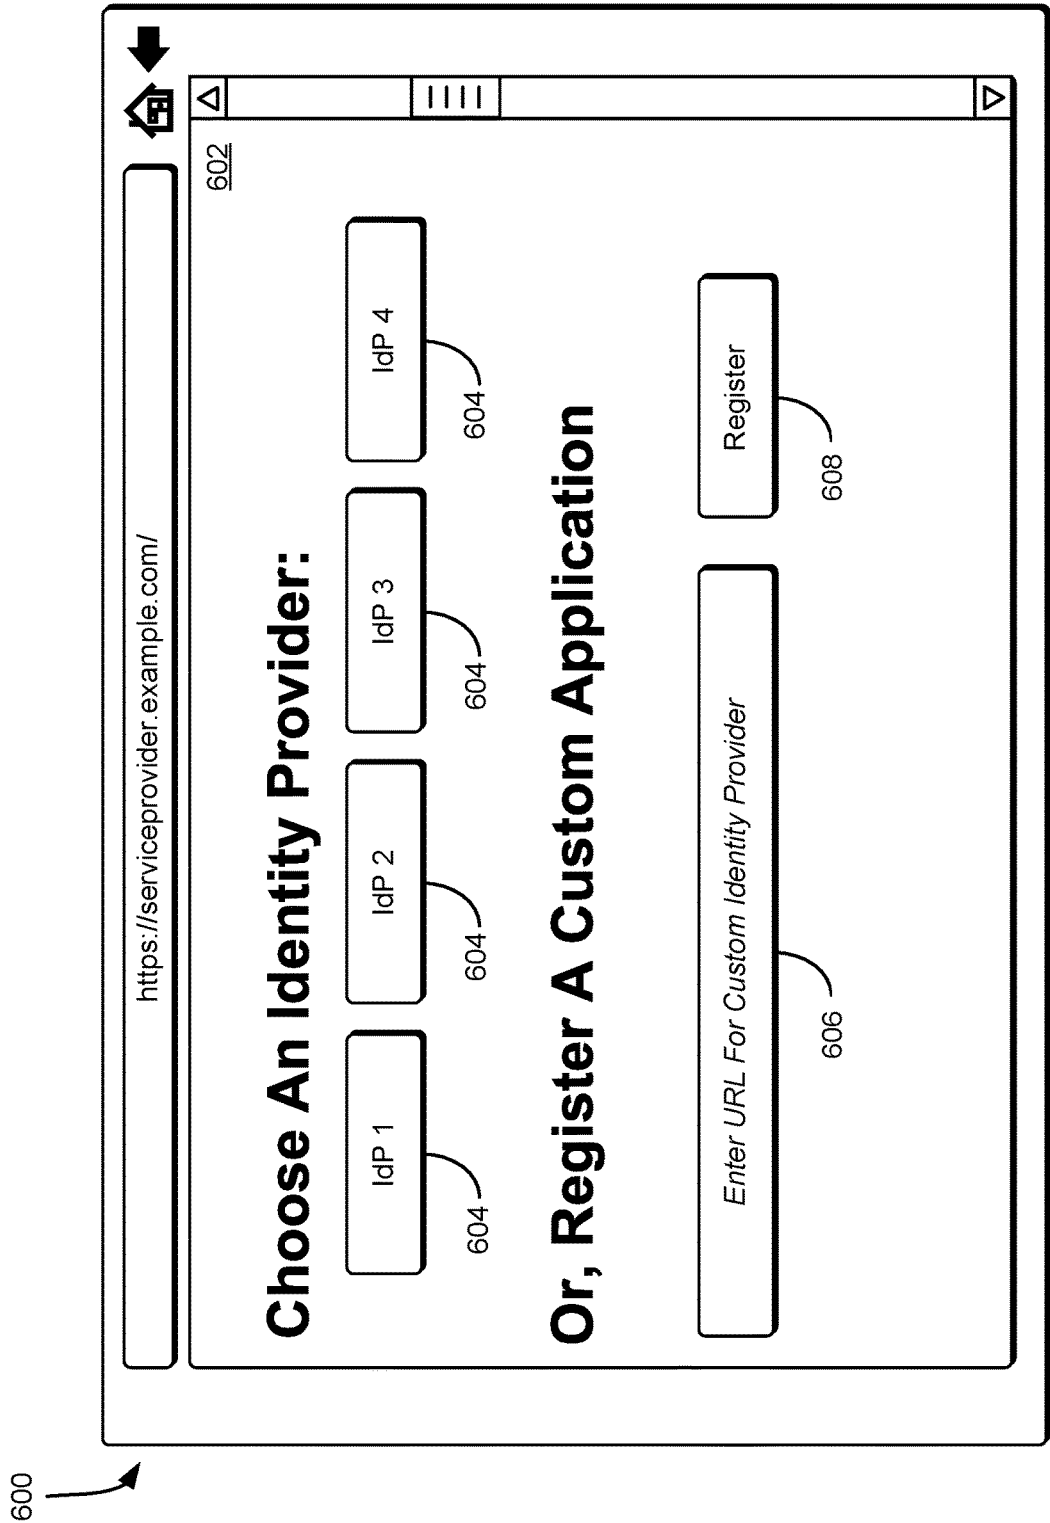 600
https://serviceprovider.example.com/
602
Choose An Identity Provider:
IdP 1
IdP 2
IdP 3
IdP 4
604
604
604
604
Or, Register A Custom Application
Enter URL For Custom Identity Provider
Register
606
608